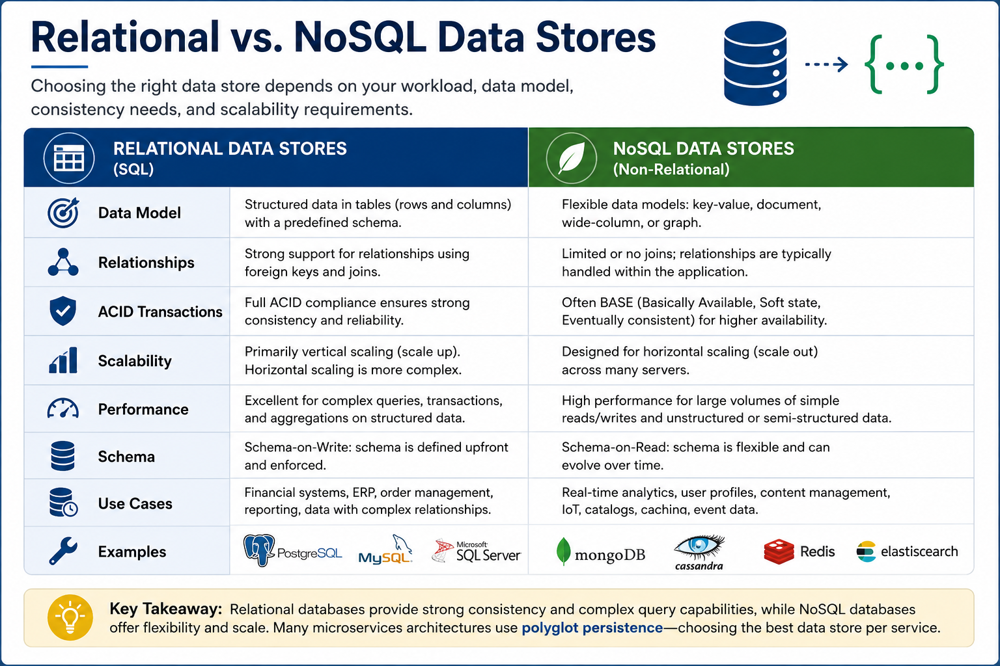 Relational vs. NoSQL Data Stores
Choosing the right data store depends on your workload, data model,
consistency needs, and scalability requirements.
{•••}
RELATIONAL DATA STORES
(SQL)
NoSQL DATA STORES
(Non-Relational)
Data Model
Structured data in tables (rows and columns)
with a predefined schema.
Flexible data models: key-value, document,
wide-column, or graph.
Relationships
Strong support for relationships using
foreign keys and joins.
Limited or no joins; relationships are typically
handled within the application.
ACID Transactions
Full ACID compliance ensures strong
consistency and reliability.
Often BASE (Basically Available, Soft state,
Eventually consistent) for higher availability.
Scalability
Primarily vertical scaling (scale up).
Horizontal scaling is more complex.
Designed for horizontal scaling (scale out)
across many servers.
Performance
Excellent for complex queries, transactions,
and aggregations on structured data.
High performance for large volumes of simple
reads/writes and unstructured or semi-structured data.
Schema
Schema-on-Write: schema is defined upfront
and enforced.
Schema-on-Read: schema is flexible and can
evolve over time.
Use Cases
Financial systems, ERP, order management,
reporting, data with complex relationships.
Real-time analytics, user profiles, content management,
IoT, catalogs, caching, event data.
Examples
PostgreSQL
MySQL
Microsoft
SQL Server
mongoDB
cassandra
Redis
elastiscearch
Key Takeaway: Relational databases provide strong consistency and complex query capabilities, while NoSQL databases
offer flexibility and scale. Many microservices architectures use polyglot persistence—choosing the best data store per service.